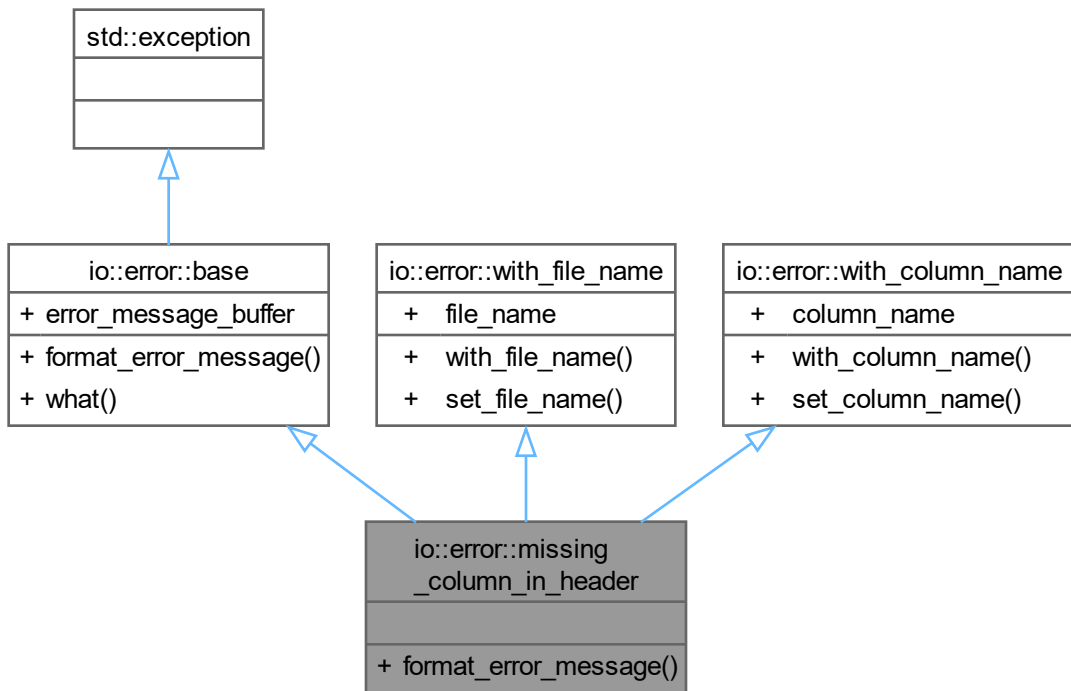 std::exception
io::error::base
+ error_message_buffer
+ format_error_message()
+ what()
io::error::with_file_name
+ file_name
+ with_file_name()
+ set_file_name()
io::error::with_column_name
+ column_name
+ with_column_name()
+ set_column_name()
io::error::missing
_column_in_header
+ format_error_message()